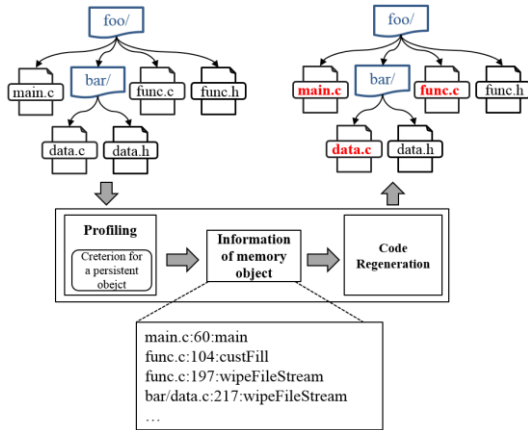 foo/
main.c
bar/
func.c
func.h
data.c
data.h
foo/
main.c
bar/
func.c
func.h
data.c
data.h
Profiling
Creterion for
a persistent
obejct
Information
of memory
object
Code
Regeneration
main.c:60:main
func.c:104:custFill
func.c:197:wipeFileStream
bar/data.c:217:wipeFileStream
…